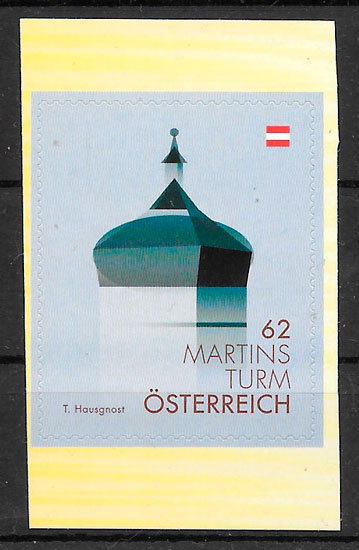 62
MARTINS
TURM
T. Hausgnost
ÖSTERREICH